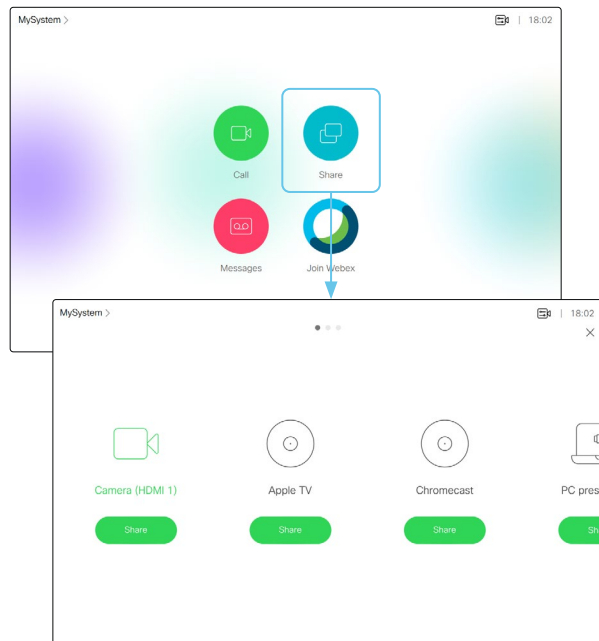 MySystem > | 18:02
Call Share
Messages Join Webex
MySystem > | 18:02
Camera (HDMI 1) Apple TV Chromecast PC pres
Share Share Share Sh